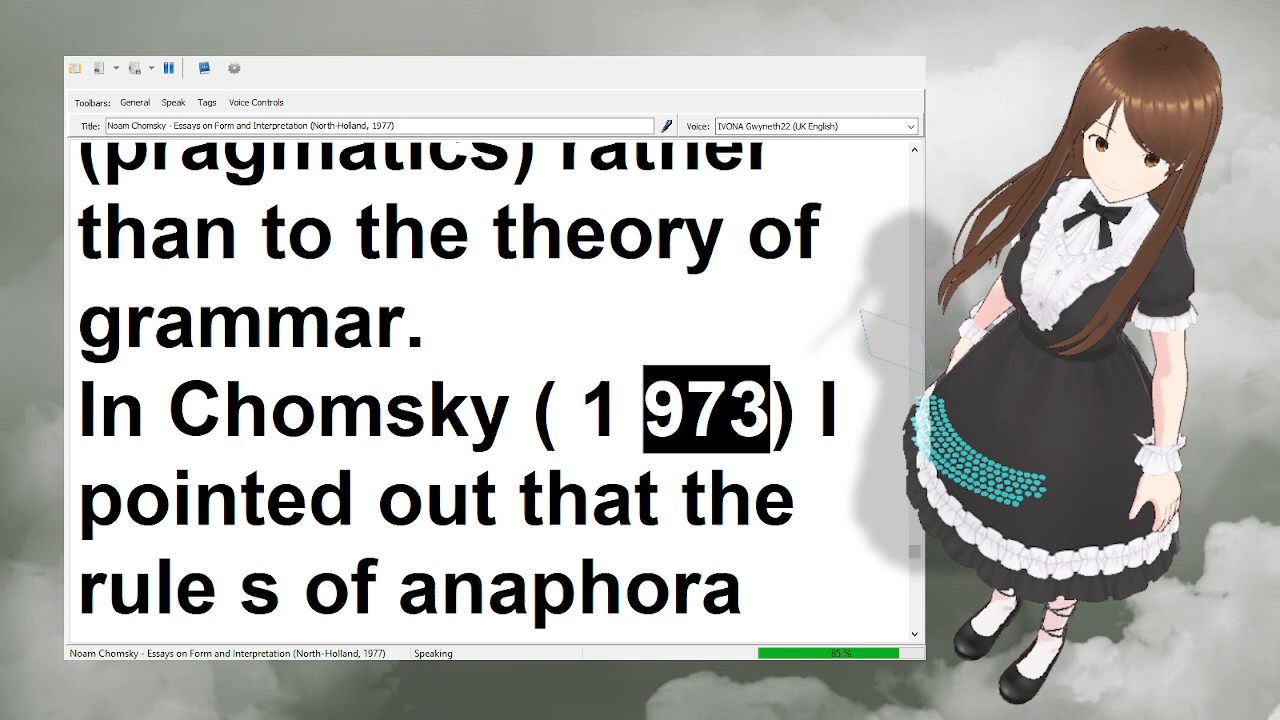 Toolbars: General Speak Tags Voice Controls
Title: Noam Chomsky - Essays on Form and Interpretation (North-Holland, 1977) Voice: IVONA Gwyneth22 (UK English)
(pragmatics) rather
than to the theory of
grammar.
In Chomsky ( 1 973) I
pointed out that the
rule s of anaphora
Noam Chomsky - Essays on Form and Interpretation (North-Holland, 1977) Speaking 85 %